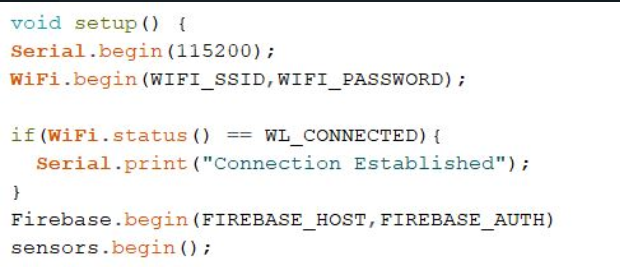 void setup() {
Serial.begin(115200);
WiFi.begin(WIFI_SSID,WIFI_PASSWORD);
if(WiFi.status() == WL_CONNECTED){
Serial.print("Connection Established");
}
Firebase.begin(FIREBASE_HOST,FIREBASE_AUTH)
sensors.begin();